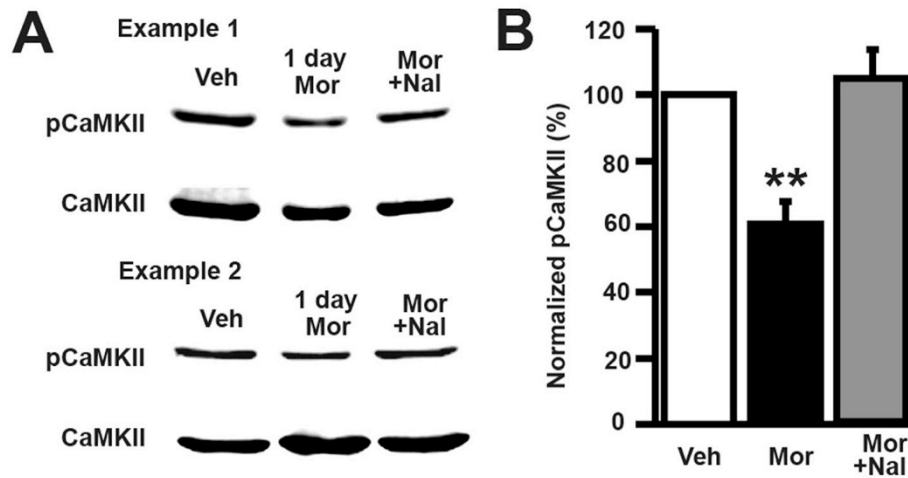 A
Example 1
Veh
1 day
Mor
Mor
+Nal
pCaMKII
CaMKII
Example 2
Veh
1 day
Mor
Mor
+Nal
pCaMKII
CaMKII
B
Normalized pCaMKII (%)
120
100
80
60
40
20
0
**
Veh
Mor
Mor
+Nal